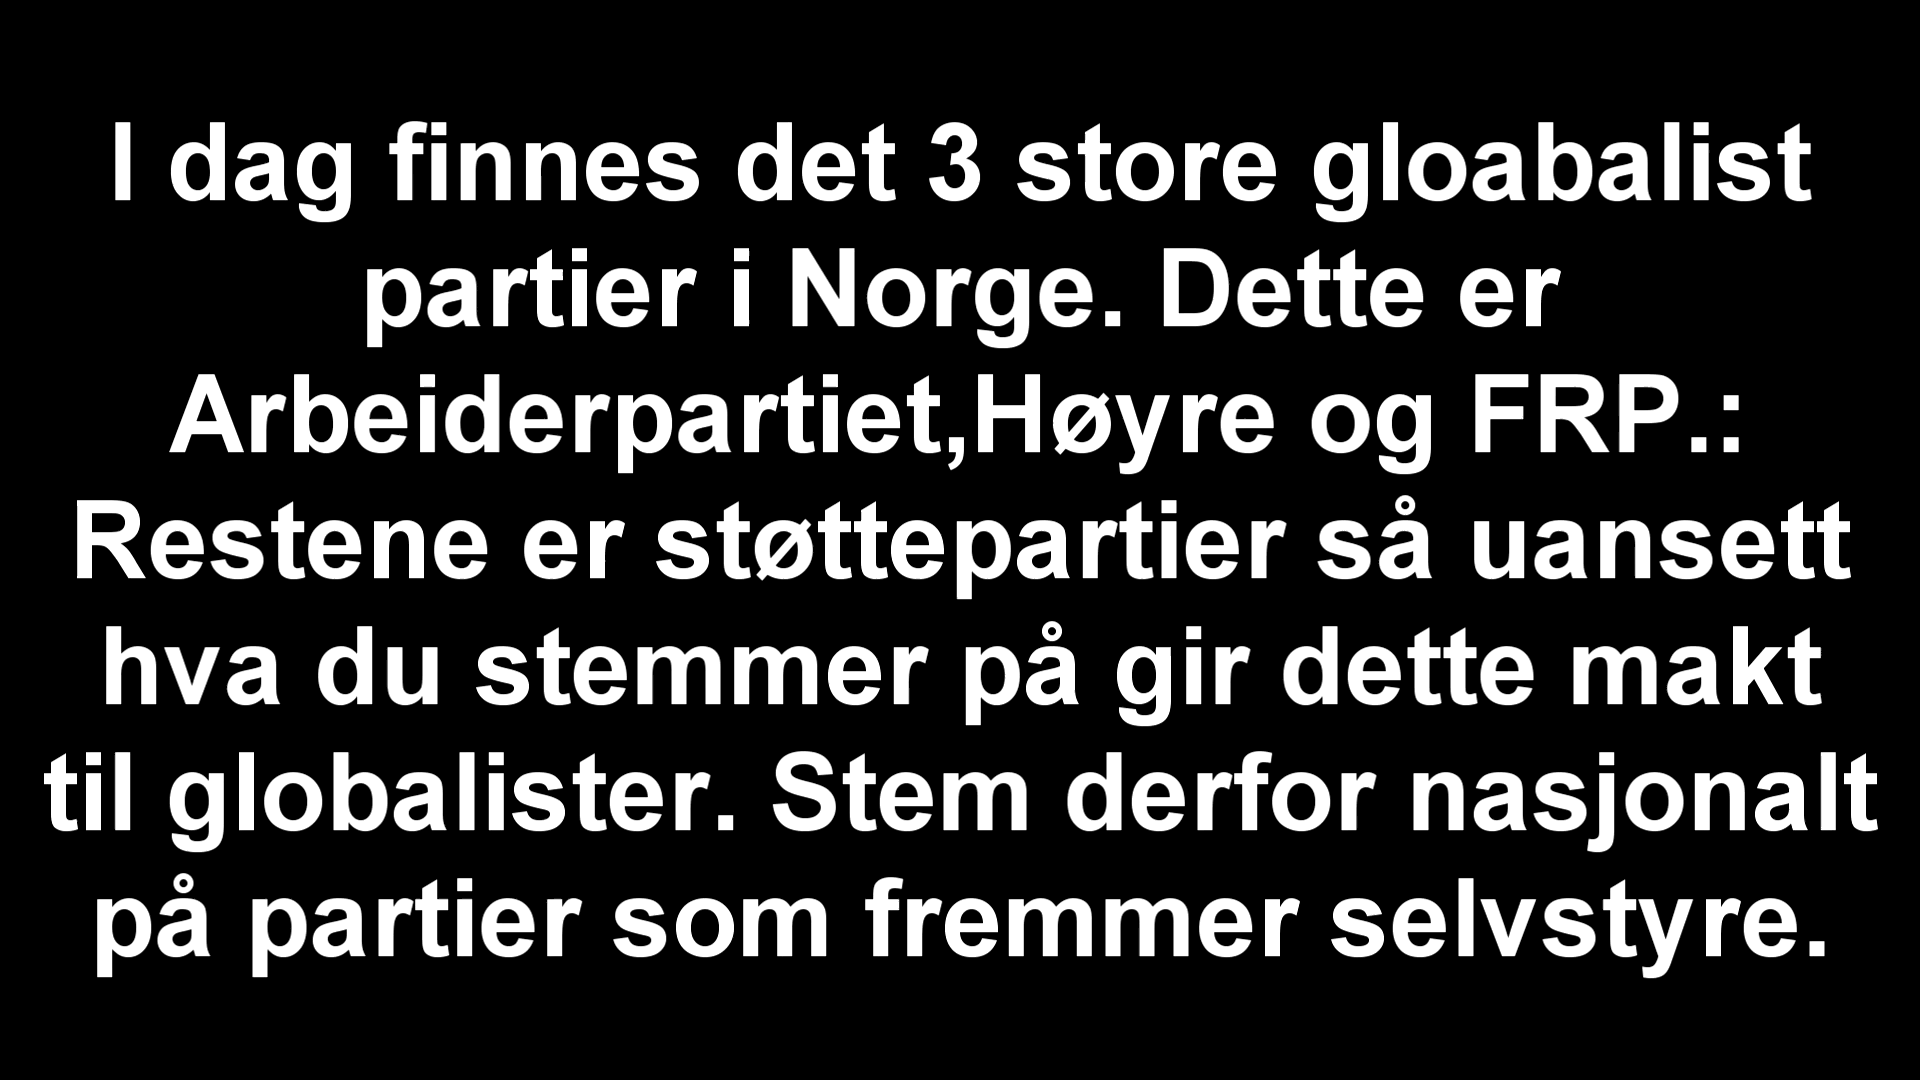 I dag finnes det 3 store gloabalist
partier i Norge. Dette er
Arbeiderpartiet,Høyre og FRP.:
Restene er støttepartier så uansett
hva du stemmer på gir dette makt
til globalister. Stem derfor nasjonalt
på partier som fremmer selvstyre.